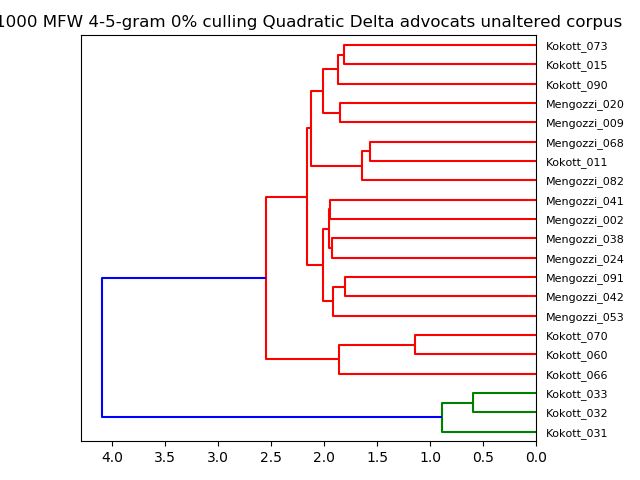 1000 MFW 4-5-gram 0% culling Quadratic Delta advocats unaltered corpus
Kokott_073
Kokott_015
Kokott_090
Mengozzi_020
Mengozzi_009
Mengozzi_068
Kokott_011
Mengozzi_082
Mengozzi_041
Mengozzi_002
Mengozzi_038
Mengozzi_024
Mengozzi_091
Mengozzi_042
Mengozzi_053
Kokott_070
Kokott_060
Kokott_066
Kokott_033
Kokott_032
Kokott_031
4.0 3.5 3.0 2.5 2.0 1.5 1.0 0.5 0.0